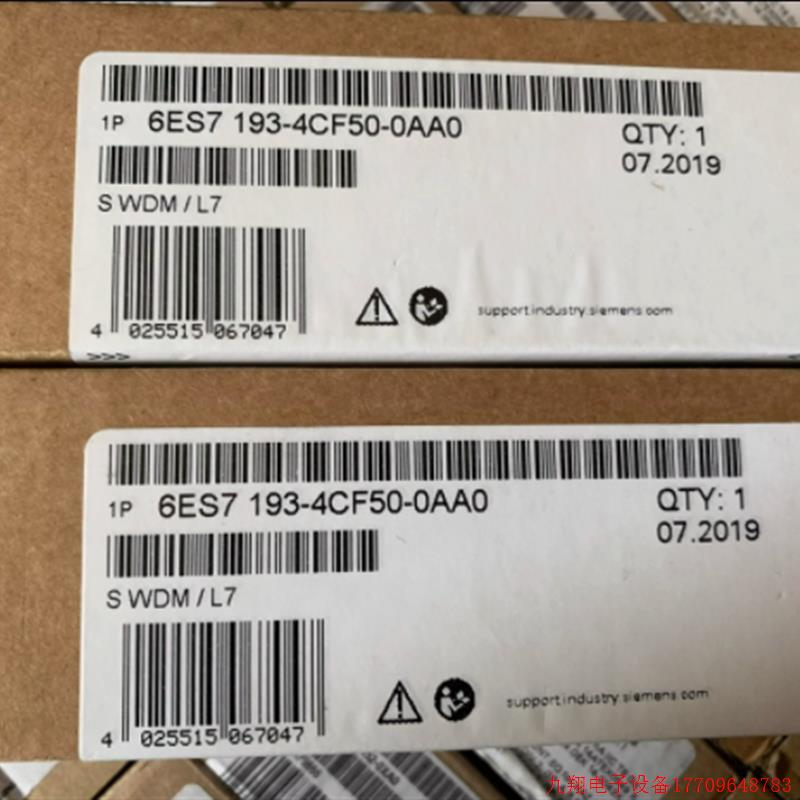 1P 6ES7 193-4CF50-0AA0
QTY: 1
07.2019
S WDM / L7
4 025515 067047
support.industry.siemens.com
>>>
1P 6ES7 193-4CF50-0AA0
QTY: 1
07.2019
S WDM / L7
4 025515 067047
support.industry.siemens.com
九翔电子设备17709648783